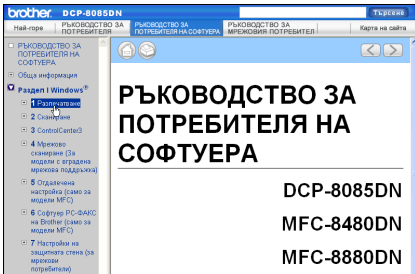 brother. DCP-8085DN
Търсене
Най-горе
РЪКОВОДСТВО ЗА
ПОТРЕБИТЕЛЯ
РЪКОВОДСТВО ЗА
ПОТРЕБИТЕЛЯ НА СОФТУЕРА
РЪКОВОДСТВО ЗА
МРЕЖОВИЯ ПОТРЕБИТЕЛ
Карта на сайта
РЪКОВОДСТВО ЗА
ПОТРЕБИТЕЛЯ НА
СОФТУЕРА
Обща информация
Раздел I Windows®
1 Разпечатване
2 Сканиране
3 ControlCenter3
4 Мрежово
сканиране (За
модели с вградена
мрежова поддръжка)
5 Отдалечена
настройка (само за
модели MFC)
6 Софтуер PC-ФАКС
на Brother (само за
модели MFC)
7 Настройки на
защитната стена (за
мрежови
потребители)
РЪКОВОДСТВО ЗА
ПОТРЕБИТЕЛЯ НА
СОФТУЕРА
DCP-8085DN
MFC-8480DN
MFC-8880DN